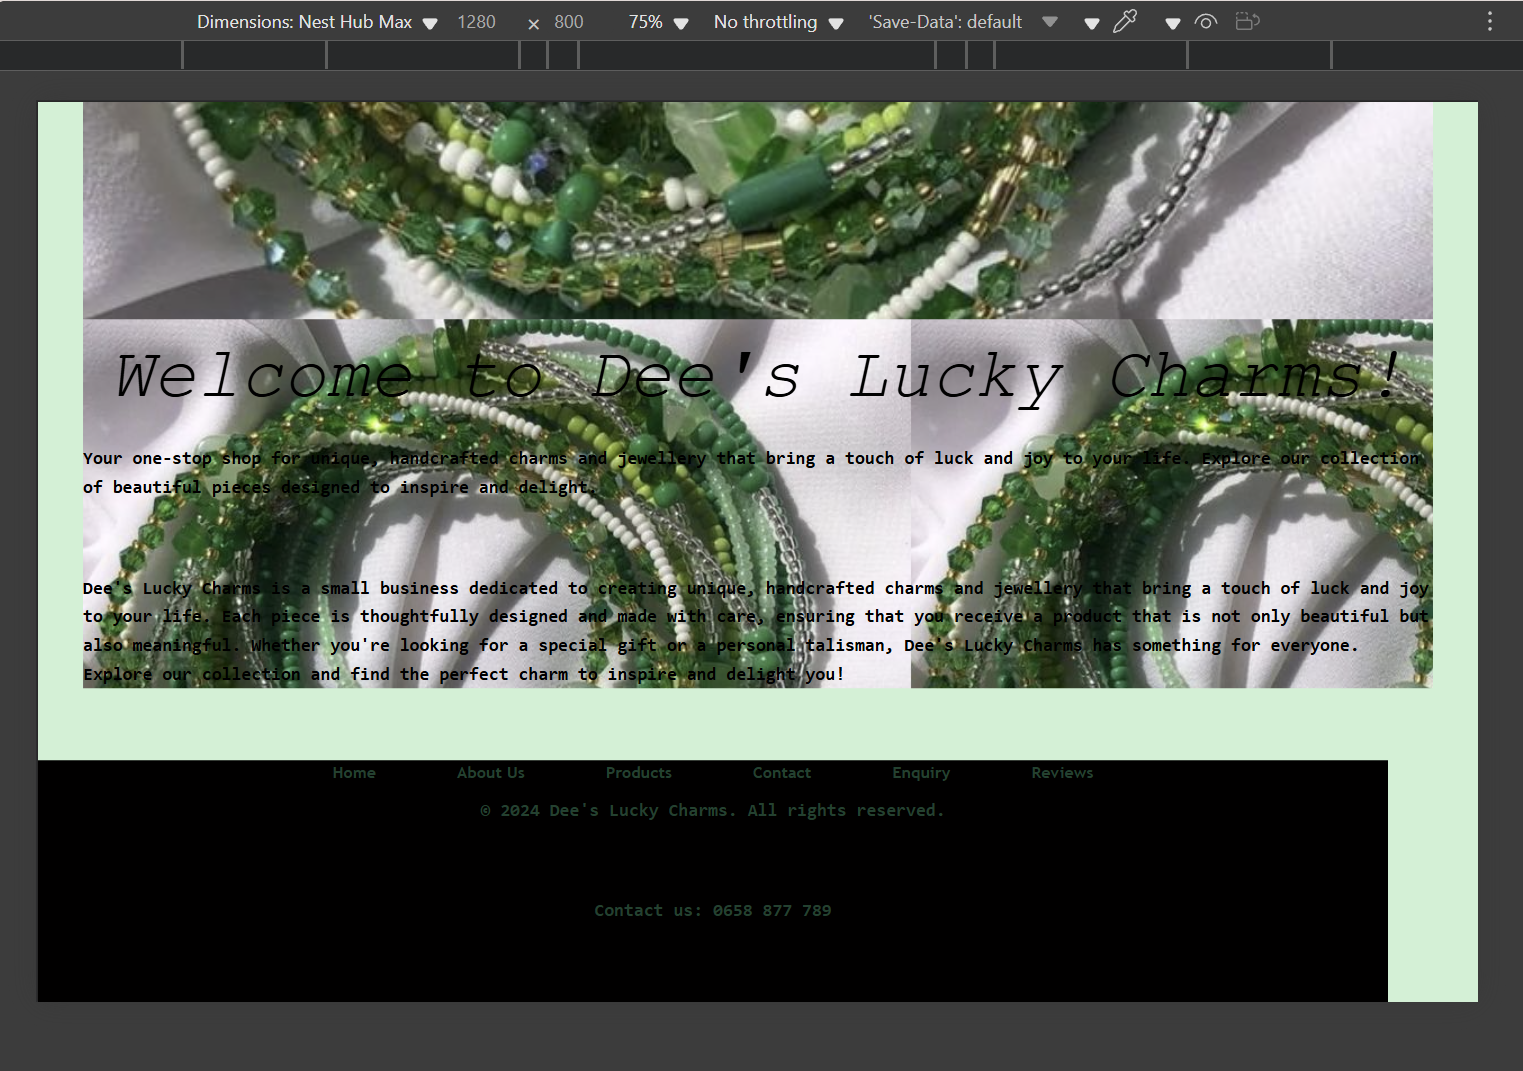 Dimensions: Nest Hub Max 1280 × 800 75% No throttling 'Save-Data': default
Welcome to Dee's Lucky Charms!
Your one-stop shop for unique, handcrafted charms and jewellery that bring a touch of luck and joy to your life. Explore our collection
of beautiful pieces designed to inspire and delight.
Dee's Lucky Charms is a small business dedicated to creating unique, handcrafted charms and jewellery that bring a touch of luck and joy
to your life. Each piece is thoughtfully designed and made with care, ensuring that you receive a product that is not only beautiful but
also meaningful. Whether you're looking for a special gift or a personal talisman, Dee's Lucky Charms has something for everyone.
Explore our collection and find the perfect charm to inspire and delight you!
Home About Us Products Contact Enquiry Reviews
© 2024 Dee's Lucky Charms. All rights reserved.
Contact us: 0658 877 789